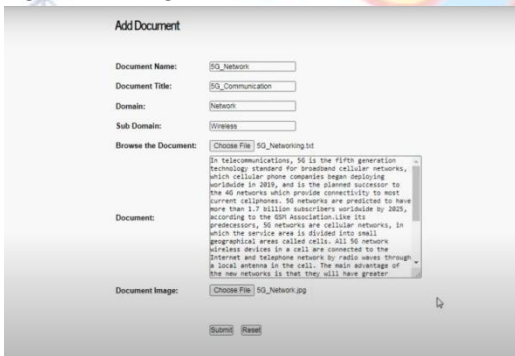 Add Document
Document Name: 5G_Network
Document Title: 5G_Communication
Domain: Network
Sub Domain: Wireless
Browse the Document: Choose File 5G_Networking.txt
In telecommunications, 5G is the fifth generation
technology standard for broadband cellular networks,
which cellular phone companies began deploying
worldwide in 2019, and is the planned successor to
the 4G networks which provide connectivity to most
current cellphones. 5G networks are predicted to have
more than 1.7 billion subscribers worldwide by 2025,
according to the GSM Association.Like its
predecessors, 5G networks are cellular networks, in
which the service area is divided into small
geographical areas called cells. All 5G network
wireless devices in a cell are connected to the
Internet and telephone network by radio waves through
a local antenna in the cell. The main advantage of
the new networks is that they will have greater
Document:
Document Image: Choose File 5G_Network.jpg
Submit Reset